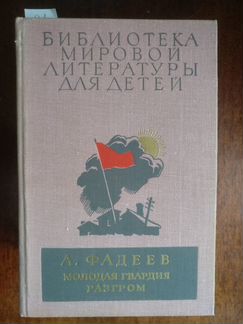 БИБЛИОТЕКА
МИРОВОЙ
ЛИТЕРАТУРЫ
ДЛЯ ДЕТЕЙ
А. ФАДЕЕВ
МОЛОДАЯ ГВАРДИЯ
РАЗГРОМ